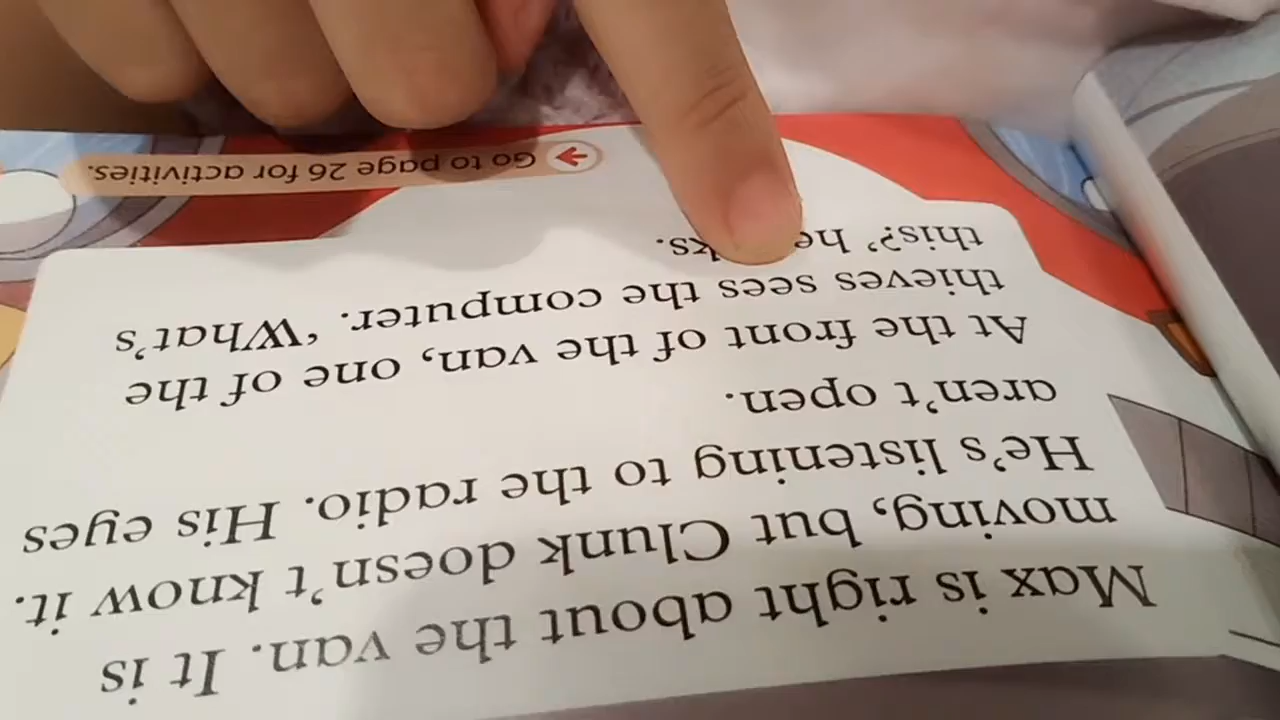 Max is right about the van. It is
moving, but Clunk doesn't know it.
He's listening to the radio. His eyes
aren't open.
At the front of the van, one of the
thieves sees the computer. ‘What's
this?’ he
Go to page 26 for activities.